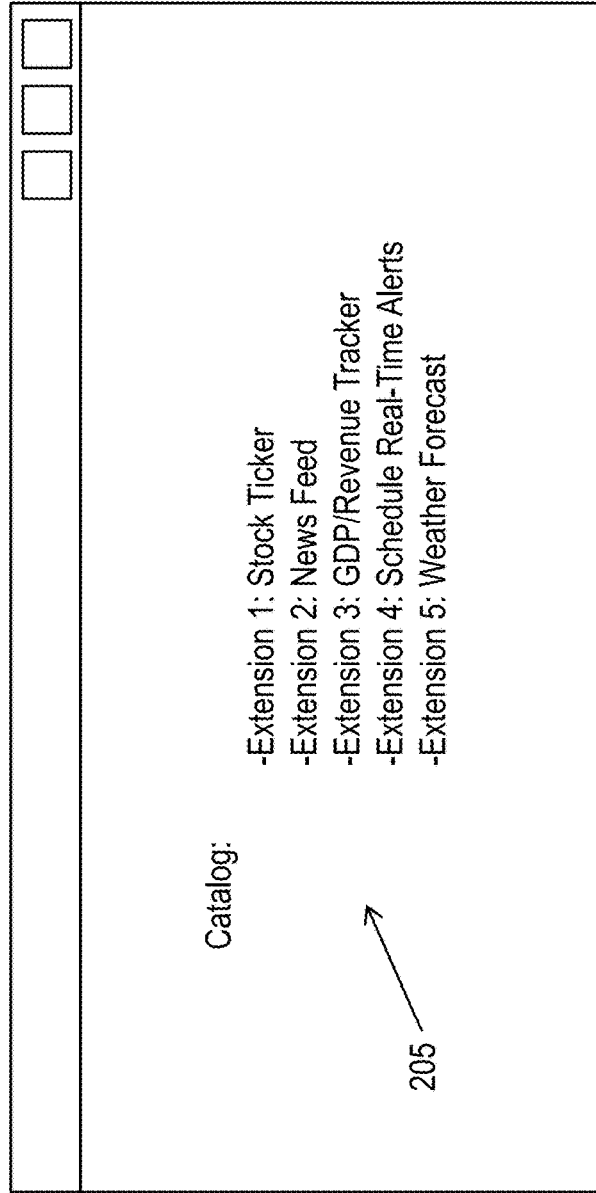 Catalog:
-Extension 1: Stock Ticker
-Extension 2: News Feed
-Extension 3: GDP/Revenue Tracker
-Extension 4: Schedule Real-Time Alerts
-Extension 5: Weather Forecast
205